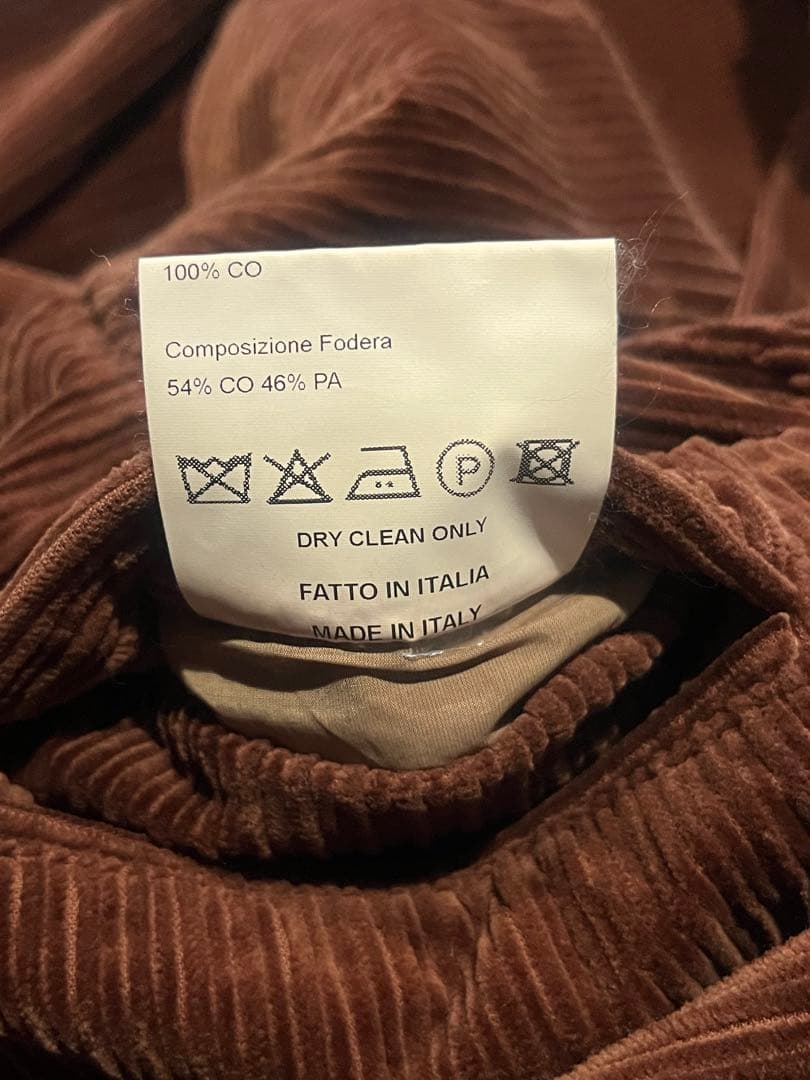 100% CO
Composizione Fodera
54% CO 46% PA
P
DRY CLEAN ONLY
FATTO IN ITALIA
MADE IN ITALY